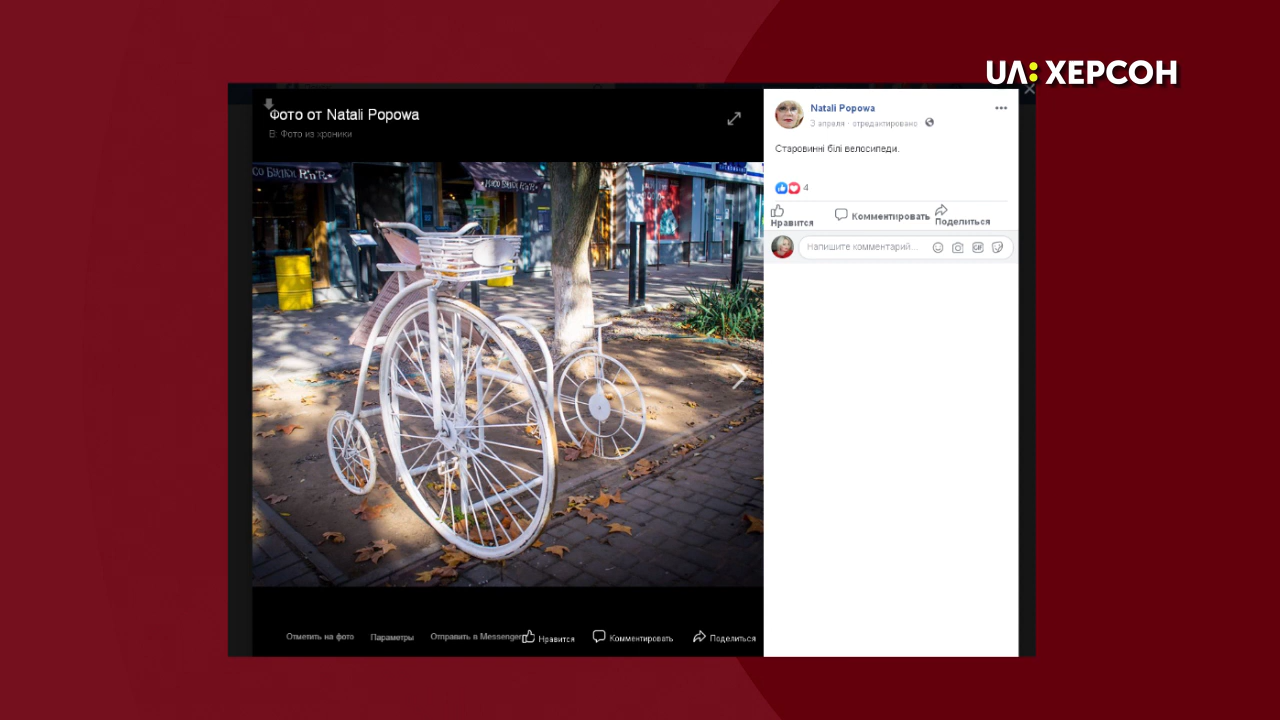 UA: ХЕРСОН
Фото от Natali Popowa
В: Фото из хроники
Natali Popowa
3 апреля · отредактировано
Старовинні білі велосипеди.
4
Нравится
Комментировать
Поделиться
Напишите комментарий...
GIF
Отметить на фото
Параметры
Отправить в Messenger
Нравится
Комментировать
Поделиться